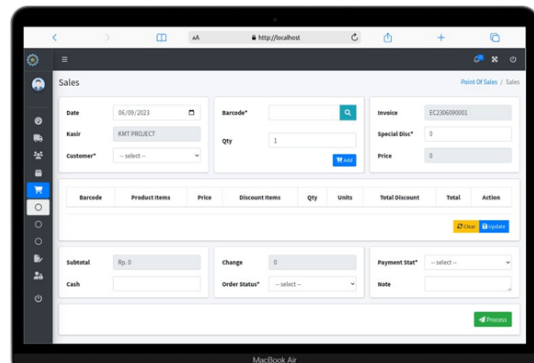 AA
http://localhost
Sales
Point Of Sales / Sales
Date 06/09/2023
Kasir KMT PROJECT
Customer* -- select --
Barcode*
Qty 1
Add
Invoice EC2306090001
Special Disc* 0
Price 0
Barcode Product Items Price Discount Items Qty Units Total Discount Total Action
Clear Update
Subtotal Rp. 0
Cash
Change 0
Order Status* -- select --
Payment Stat* -- select --
Note
Process
MacBook Air